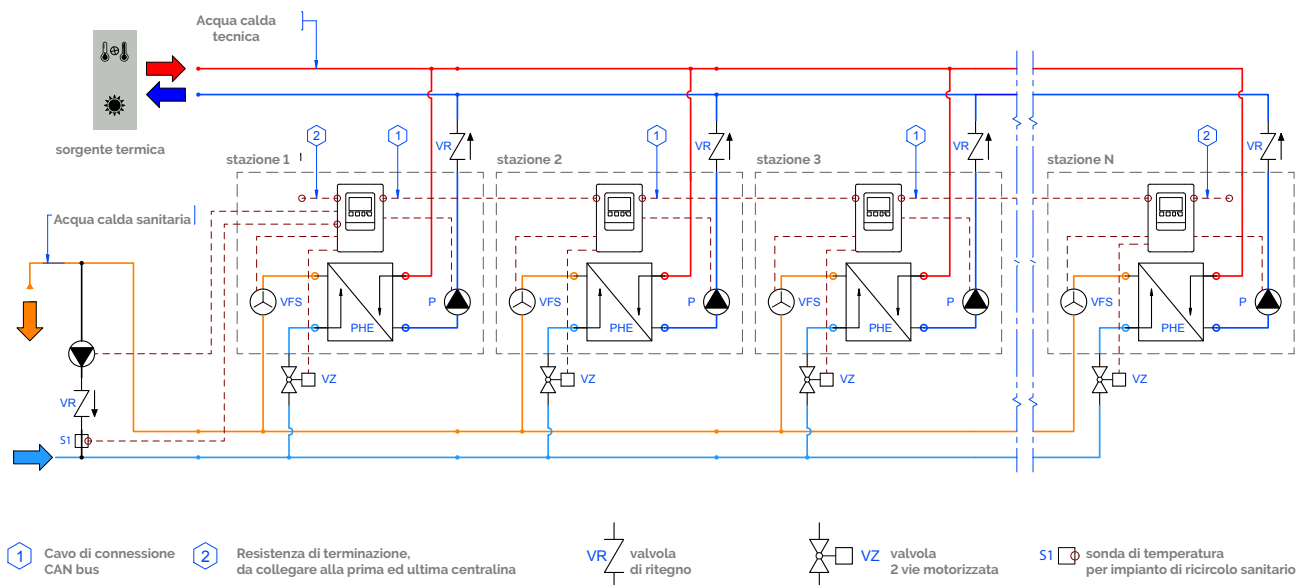 Acqua calda
tecnica
sorgente termica
2
1
VR
1
VR
1
VR
2
VR
stazione 1
stazione 2
stazione 3
stazione N
Acqua calda sanitaria
VFS
P
VFS
P
VFS
P
VFS
P
PHE
PHE
PHE
PHE
VZ
VZ
VZ
VZ
VR
S1
1
Cavo di connessione
CAN bus
2
Resistenza di terminazione,
da collegare alla prima ed ultima centralina
VR
valvola
di ritegno
VZ
valvola
2 vie motorizzata
S1
sonda di temperatura
per impianto di ricircolo sanitario